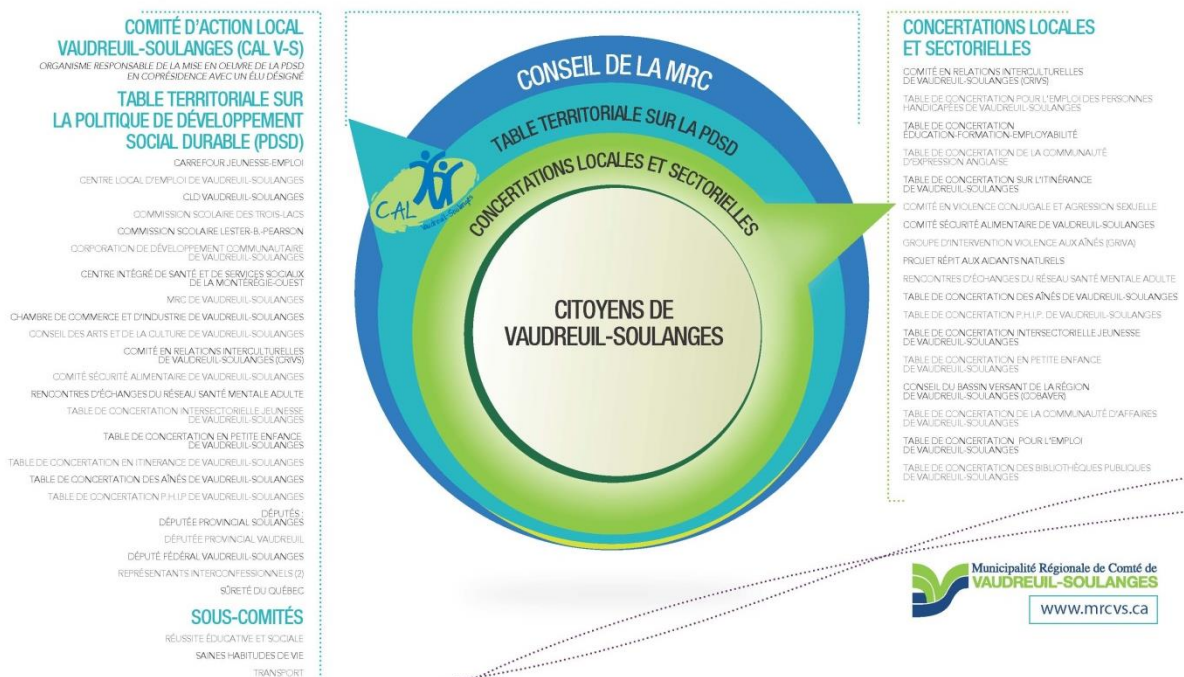 COMITÉ D'ACTION LOCAL
VAUDREUIL-SOULANGES (CAL V-S)
ORGANISME RESPONSABLE DE LA MISE EN OEUVRE DE LA PDSD
EN COPRÉSIDENCE AVEC UN ÉLU DÉSIGNÉ
TABLE TERRITORIALE SUR
LA POLITIQUE DE DÉVELOPPEMENT
SOCIAL DURABLE (PDSD)
CARREFOUR JEUNESSE-EMPLOI
CENTRE LOCAL D'EMPLOI DE VAUDREUIL-SOULANGES
CLD VAUDREUIL-SOULANGES
COMMISSION SCOLAIRE DES TROIS-LACS
COMMISSION SCOLAIRE LESTER-B.-PEARSON
CORPORATION DE DÉVELOPPEMENT COMMUNAUTAIRE
DE VAUDREUIL-SOULANGES
CENTRE INTÉGRÉ DE SANTÉ ET DE SERVICES SOCIAUX
DE LA MONTÉRÉGIE-OUEST
MRC DE VAUDREUIL-SOULANGES
CHAMBRE DE COMMERCE ET D'INDUSTRIE DE VAUDREUIL-SOULANGES
CONSEIL DES ARTS ET DE LA CULTURE DE VAUDREUIL-SOULANGES
COMITÉ EN RELATIONS INTERCULTURELLES
DE VAUDREUIL-SOULANGES (CRIVS)
COMITÉ SÉCURITÉ ALIMENTAIRE DE VAUDREUIL-SOULANGES
RENCONTRES D'ÉCHANGES DU RÉSEAU SANTÉ MENTALE ADULTE
TABLE DE CONCERTATION INTERSECTORIELLE JEUNESSE
DE VAUDREUIL-SOULANGES
TABLE DE CONCERTATION EN PETITE ENFANCE
DE VAUDREUIL-SOULANGES
TABLE DE CONCERTATION EN ITINERANCE DE VAUDREUIL-SOULANGES
TABLE DE CONCERTATION DES AÎNÉS DE VAUDREUIL-SOULANGES
TABLE DE CONCERTATION P.H.I.P DE VAUDREUIL-SOULANGES
DÉPUTÉS :
DÉPUTÉE PROVINCIAL SOULANGES
DÉPUTÉE PROVINCIAL VAUDREUIL
DÉPUTÉ FÉDÉRAL VAUDREUIL-SOULANGES
REPRÉSENTANTS INTERCONFESSIONNELS (2)
SÛRETÉ DU QUÉBEC
SOUS-COMITÉS
RÉUSSITE ÉDUCATIVE ET SOCIALE
SAINES HABITUDES DE VIE
TRANSPORT
CONSEIL DE LA MRC
TABLE TERRITORIALE SUR LA PDSD
CONCERTATIONS LOCALES ET SECTORIELLES
CAL
Vaudreuil-Soulanges
CITOYENS DE
VAUDREUIL-SOULANGES
CONCERTATIONS LOCALES
ET SECTORIELLES
COMITÉ EN RELATIONS INTERCULTURELLES
DE VAUDREUIL-SOULANGES (CRIVS)
TABLE DE CONCERTATION POUR L'EMPLOI DES PERSONNES
HANDICAPÉES DE VAUDREUIL-SOULANGES
TABLE DE CONCERTATION
ÉDUCATION-FORMATION-EMPLOYABILITÉ
TABLE DE CONCERTATION DE LA COMMUNAUTÉ
D'EXPRESSION ANGLAISE
TABLE DE CONCERTATION SUR L'ITINÉRANCE
DE VAUDREUIL-SOULANGES
COMITÉ EN VIOLENCE CONJUGALE ET AGRESSION SEXUELLE
COMITÉ SÉCURITÉ ALIMENTAIRE DE VAUDREUIL-SOULANGES
GROUPE D'INTERVENTION VIOLENCE AUX AÎNÉS (GRIVA)
PROJET RÉPIT AUX AIDANTS NATURELS
RENCONTRES D'ÉCHANGES DU RÉSEAU SANTÉ MENTALE ADULTE
TABLE DE CONCERTATION DES AÎNÉS DE VAUDREUIL-SOULANGES
TABLE DE CONCERTATION P.H.I.P. DE VAUDREUIL-SOULANGES
TABLE DE CONCERTATION INTERSECTORIELLE JEUNESSE
DE VAUDREUIL-SOULANGES
TABLE DE CONCERTATION EN PETITE ENFANCE
DE VAUDREUIL-SOULANGES
CONSEIL DU BASSIN VERSANT DE LA RÉGION
DE VAUDREUIL-SOULANGES (COBAVER)
TABLE DE CONCERTATION DE LA COMMUNAUTÉ D'AFFAIRES
DE VAUDREUIL-SOULANGES
TABLE DE CONCERTATION POUR L'EMPLOI
DE VAUDREUIL-SOULANGES
TABLE DE CONCERTATION DES BIBLIOTHÈQUES PUBLIQUES
DE VAUDREUIL-SOULANGES
Municipalité Régionale de Comté de
VAUDREUIL-SOULANGES
www.mrcvs.ca